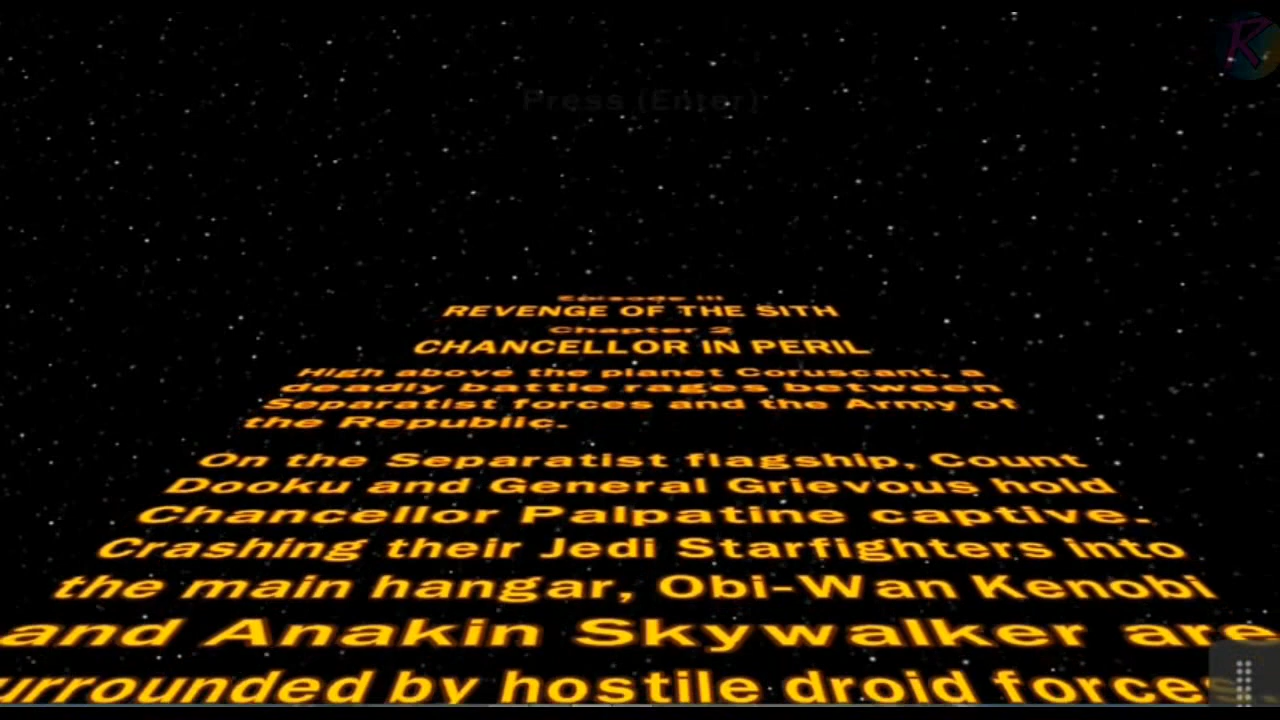 Press (Enter)
Episode III
REVENGE OF THE SITH
Chapter 2
CHANCELLOR IN PERIL
High above the planet Coruscant, a
deadly battle rages between
Separatist forces and the Army of
the Republic.
On the Separatist flagship, Count
Dooku and General Grievous hold
Chancellor Palpatine captive.
Crashing their Jedi Starfighters into
the main hangar, Obi-Wan Kenobi
and Anakin Skywalker are
urrounded by hostile droid forces
R